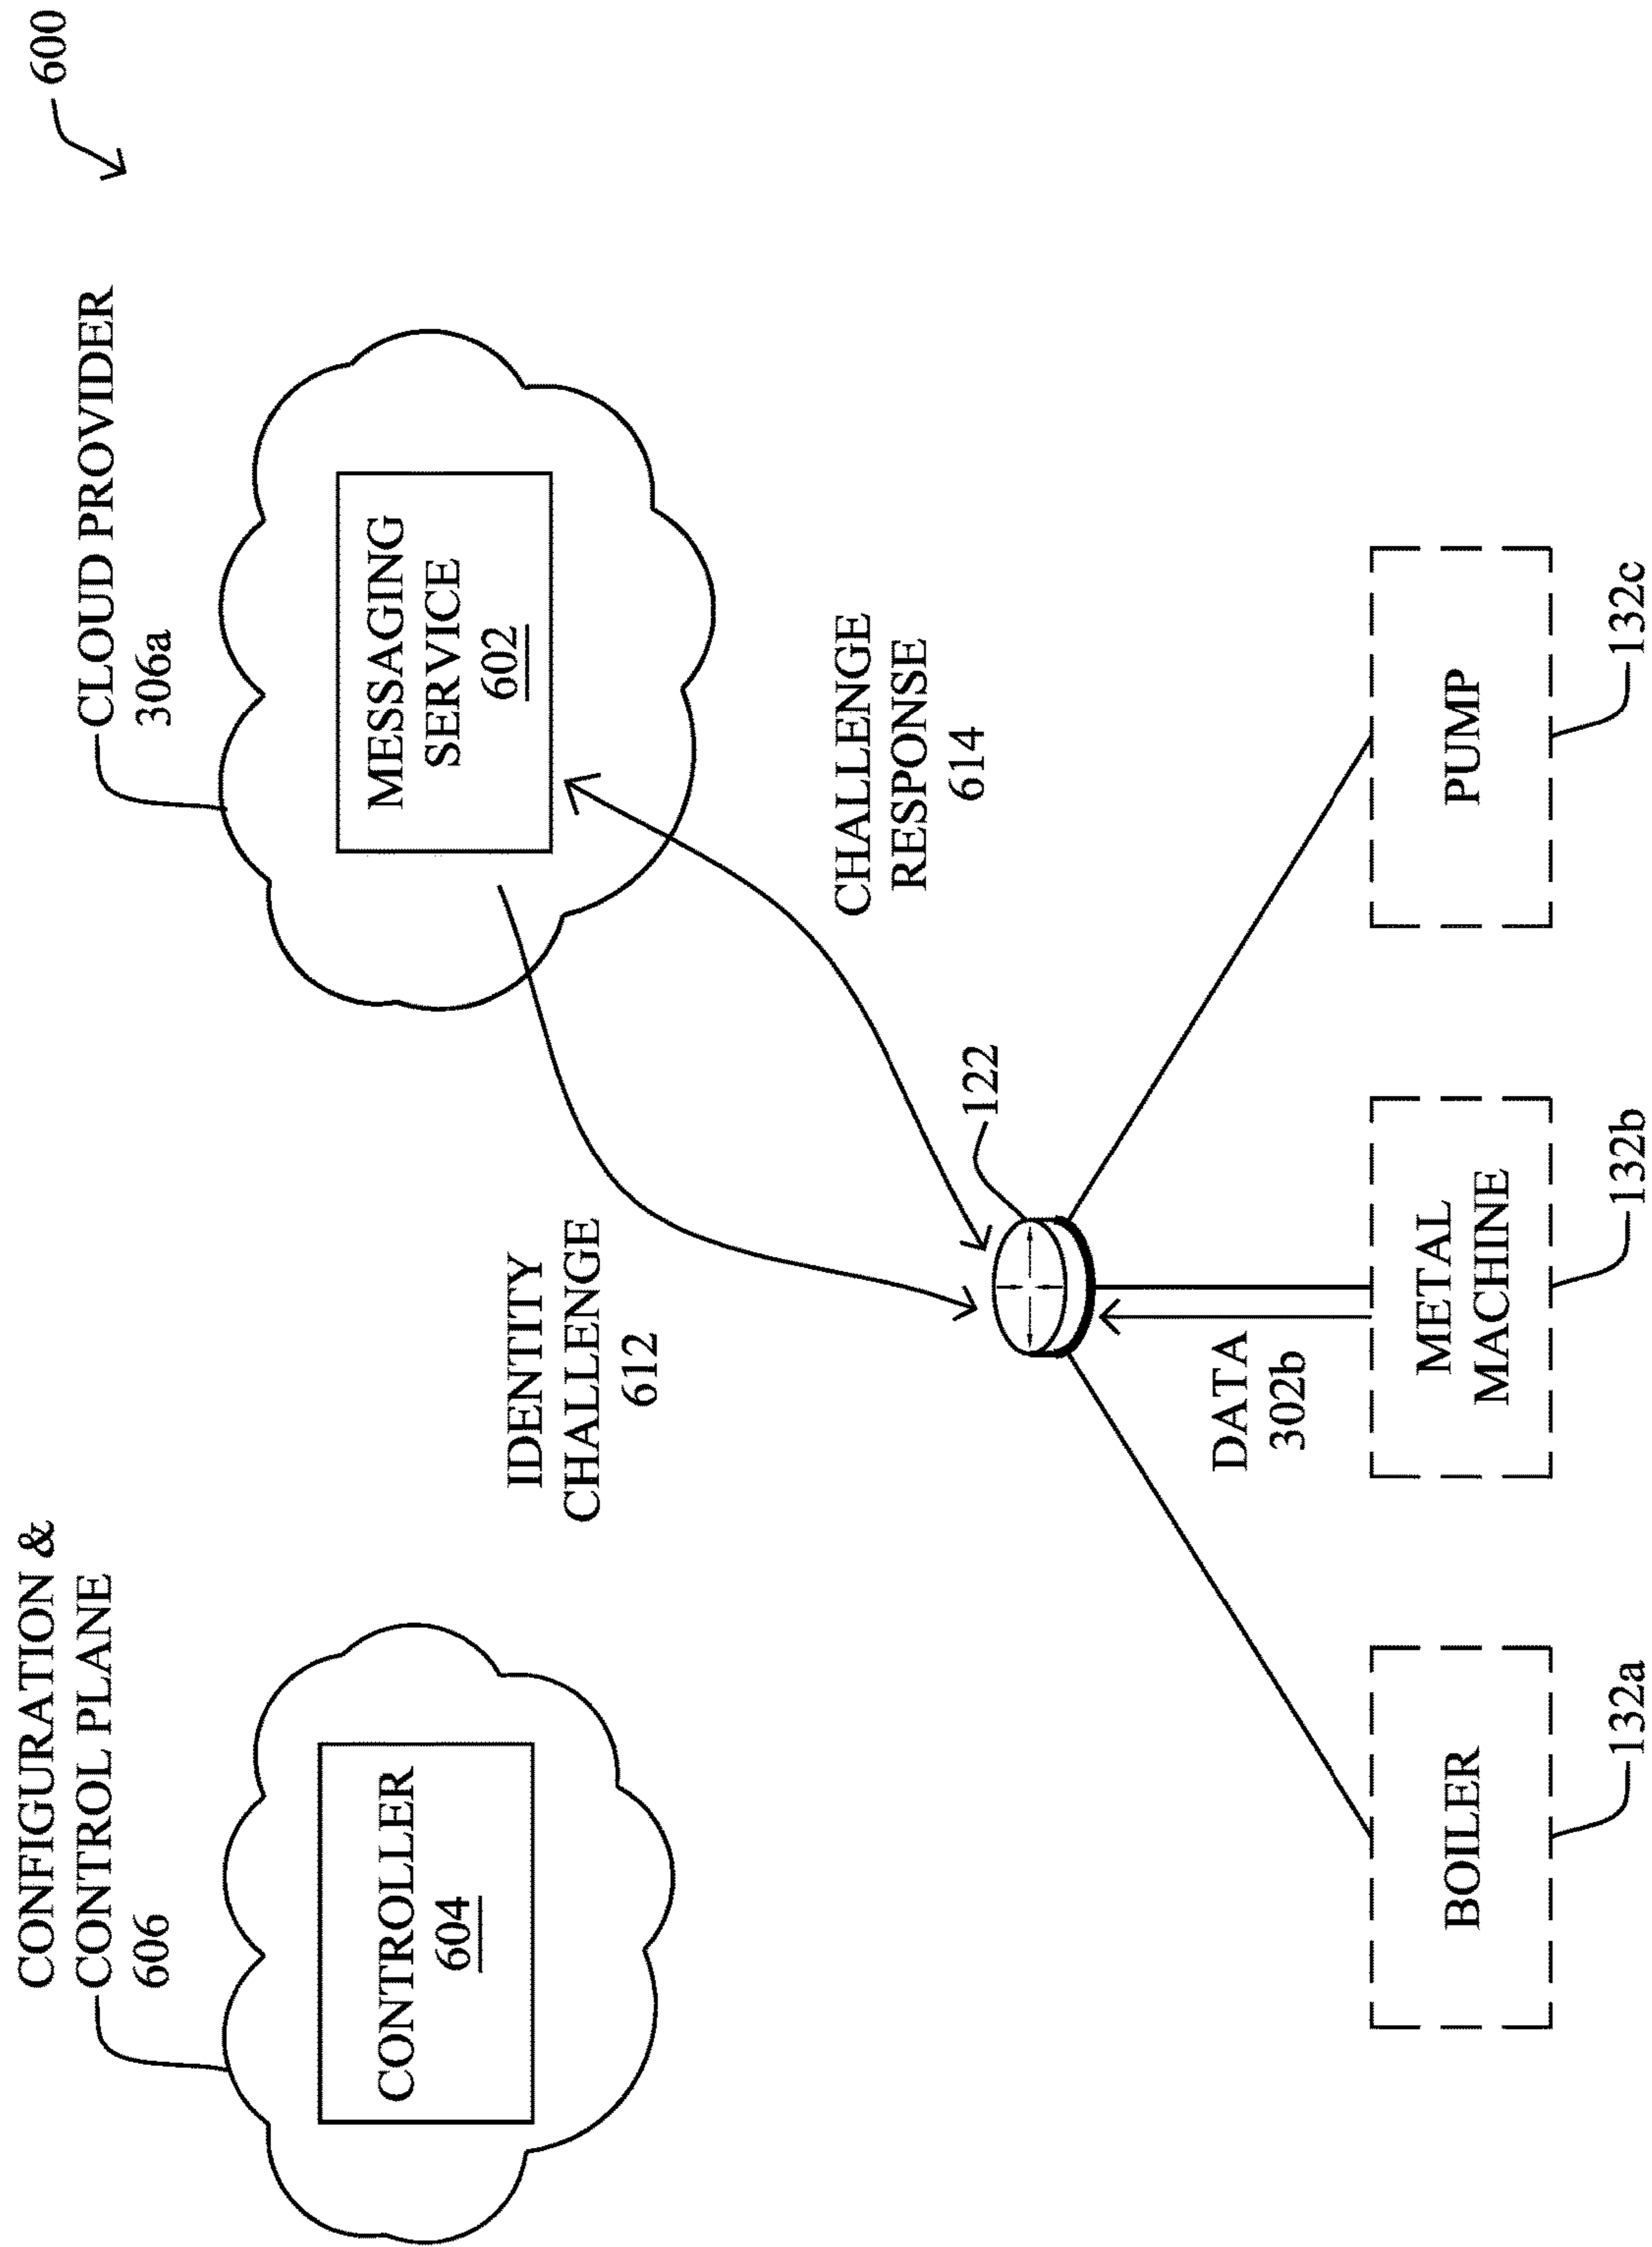 600
CONFIGURATION &
CONTROL PLANE
606
CLOUD PROVIDER
306a
CONTROLLER
604
MESSAGING
SERVICE
602
IDENTITY
CHALLENGE
612
CHALLENGE
RESPONSE
614
122
DATA
302b
BOILER
METAL
MACHINE
PUMP
132a
132b
132c